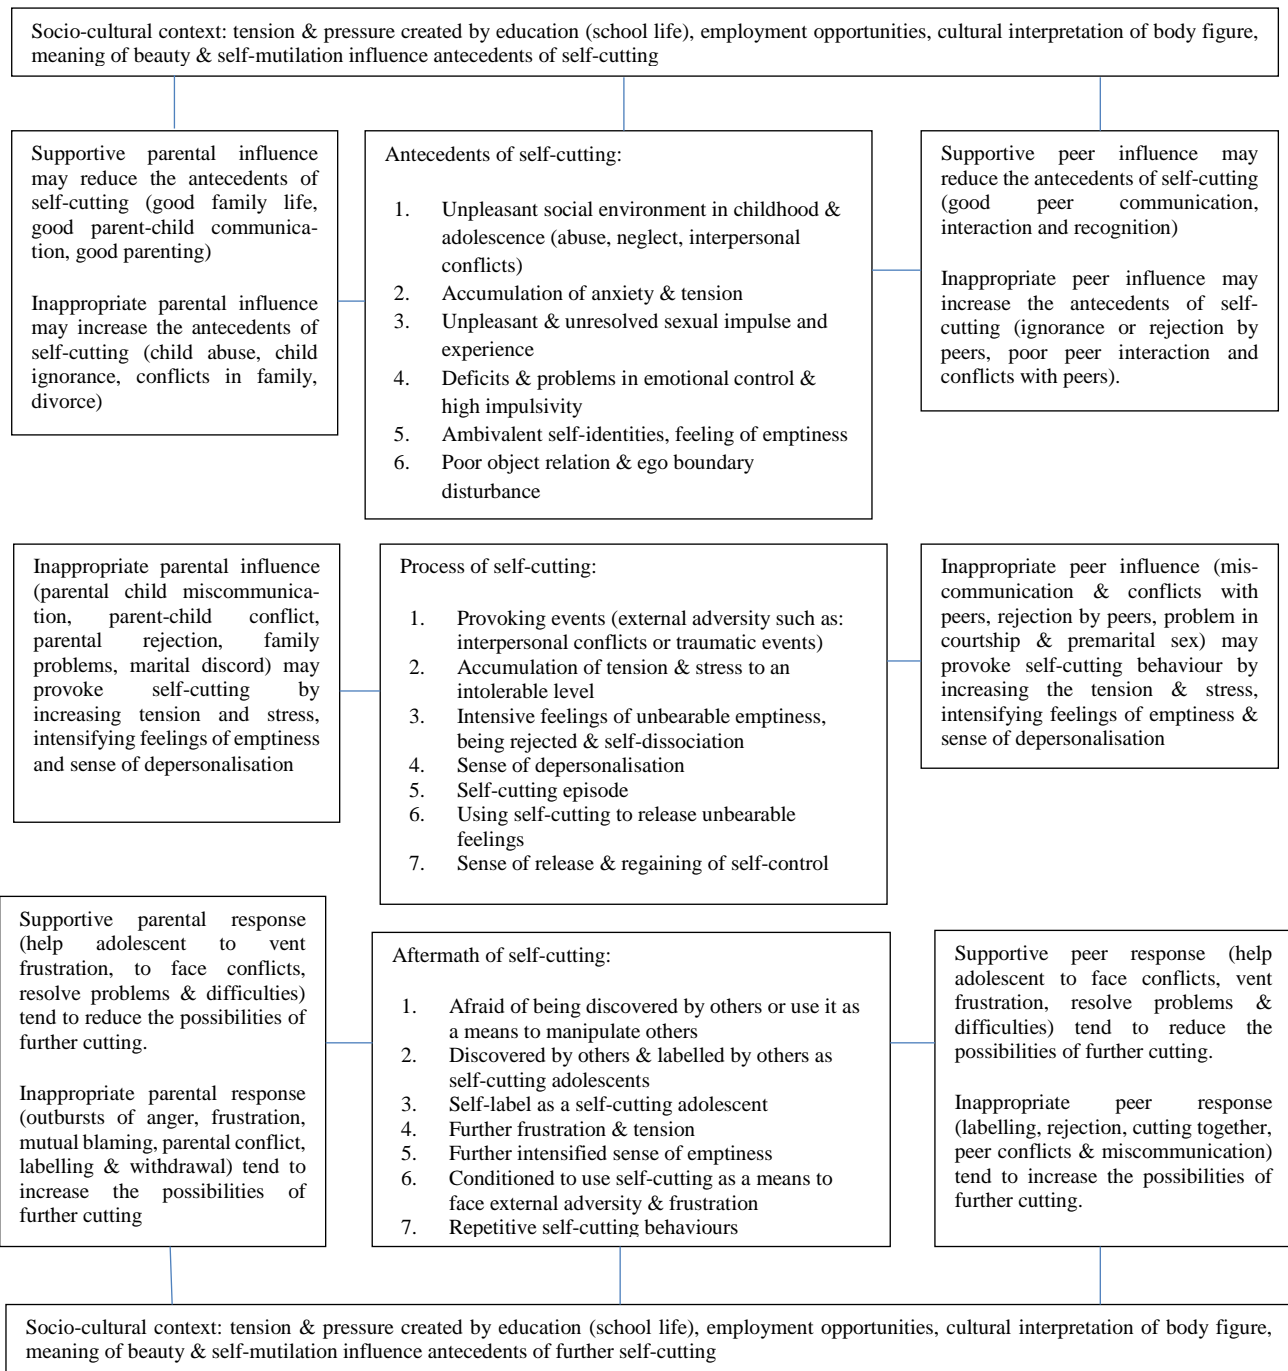 Socio-cultural context: tension & pressure created by education (school life), employment opportunities, cultural interpretation of body figure,
meaning of beauty & self-mutilation influence antecedents of self-cutting
Supportive parental influence
may reduce the antecedents of
self-cutting (good family life,
good parent-child communica-
tion, good parenting)
Inappropriate parental influence
may increase the antecedents of
self-cutting (child abuse, child
ignorance, conflicts in family,
divorce)
Antecedents of self-cutting:
1. Unpleasant social environment in childhood &
adolescence (abuse, neglect, interpersonal
conflicts)
2. Accumulation of anxiety & tension
3. Unpleasant & unresolved sexual impulse and
experience
4. Deficits & problems in emotional control &
high impulsivity
5. Ambivalent self-identities, feeling of emptiness
6. Poor object relation & ego boundary
disturbance
Supportive peer influence may
reduce the antecedents of self-cutting
(good peer communication,
interaction and recognition)
Inappropriate peer influence may
increase the antecedents of self-
cutting (ignorance or rejection by
peers, poor peer interaction and
conflicts with peers).
Inappropriate parental influence
(parental child miscommunica-
tion, parent-child conflict,
parental rejection, family
problems, marital discord) may
provoke self-cutting by
increasing tension and stress,
intensifying feelings of emptiness
and sense of depersonalisation
Process of self-cutting:
1. Provoking events (external adversity such as:
interpersonal conflicts or traumatic events)
2. Accumulation of tension & stress to an
intolerable level
3. Intensive feelings of unbearable emptiness,
being rejected & self-dissociation
4. Sense of depersonalisation
5. Self-cutting episode
6. Using self-cutting to release unbearable
feelings
7. Sense of release & regaining of self-control
Inappropriate peer influence (mis-
communication & conflicts with
peers, rejection by peers, problem in
courtship & premarital sex) may
provoke self-cutting behaviour by
increasing the tension & stress,
intensifying feelings of emptiness &
sense of depersonalisation
Supportive parental response
(help adolescent to vent
frustration, to face conflicts,
resolve problems & difficulties)
tend to reduce the possibilities of
further cutting.
Inappropriate parental response
(outbursts of anger, frustration,
mutual blaming, parental conflict,
labelling & withdrawal) tend to
increase the possibilities of
further cutting
Aftermath of self-cutting:
1. Afraid of being discovered by others or use it as
a means to manipulate others
2. Discovered by others & labelled by others as
self-cutting adolescents
3. Self-label as a self-cutting adolescent
4. Further frustration & tension
5. Further intensified sense of emptiness
6. Conditioned to use self-cutting as a means to
face external adversity & frustration
7. Repetitive self-cutting behaviours
Supportive peer response (help
adolescent to face conflicts, vent
frustration, resolve problems &
difficulties) tend to reduce the
possibilities of further cutting.
Inappropriate peer response
(labelling, rejection, cutting together,
peer conflicts & miscommunication)
tend to increase the possibilities of
further cutting.
Socio-cultural context: tension & pressure created by education (school life), employment opportunities, cultural interpretation of body figure,
meaning of beauty & self-mutilation influence antecedents of further self-cutting